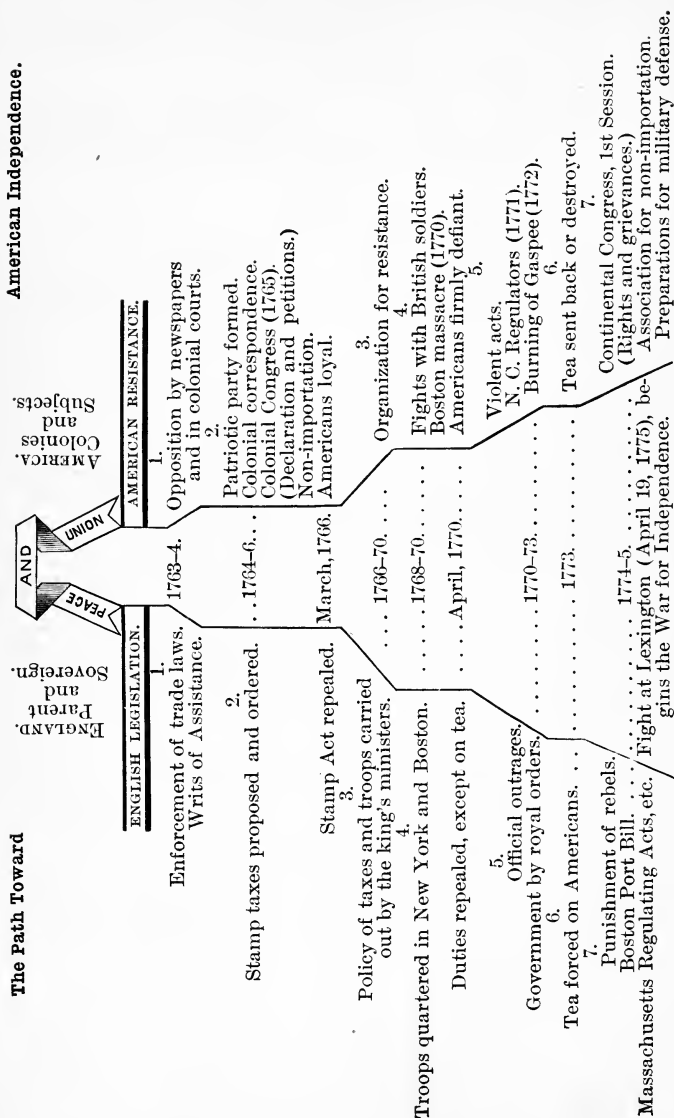 The Path Toward American Independence.
ENGLAND.
Parent
and
Sovereign.
AND
PEACE
UNION
AMERICA.
Colonies
and
Subjects.
ENGLISH LEGISLATION.
AMERICAN RESISTANCE.
1.
Enforcement of trade laws.
Writs of Assistance.
1763–4.
1.
Opposition by newspapers
and in colonial courts.
2.
Stamp taxes proposed and ordered.
. . 1764–6. .
2.
Patriotic party formed.
Colonial correspondence.
Colonial Congress (1765).
(Declaration and petitions.)
Non-importation.
Stamp Act repealed. March, 1766. Americans loyal.
3.
Policy of taxes and troops carried
out by the king's ministers.
. . . 1766–70. . . .
3.
Organization for resistance.
4.
Troops quartered in New York and Boston.
. . . . 1768–70. . . .
4.
Fights with British soldiers.
Boston massacre (1770).
Duties repealed, except on tea. . . . . April, 1770. . . . Americans firmly defiant.
5.
Official outrages.
Government by royal orders. . . . . . . . . 1770–73. . . . . . . . .
5.
Violent acts.
N. C. Regulators (1771).
Burning of Gaspee (1772).
6.
Tea forced on Americans. . . . . . . . . . 1773. . . . . . . . . .
6.
Tea sent back or destroyed.
7.
Punishment of rebels.
Boston Port Bill. . . . . . . . . . . 1774–5. . . . . . . . . . .
Massachusetts Regulating Acts, etc.
7.
Continental Congress, 1st Session.
(Rights and grievances.)
Association for non-importation.
Preparations for military defense.
Fight at Lexington (April 19, 1775), be-
gins the War for Independence.